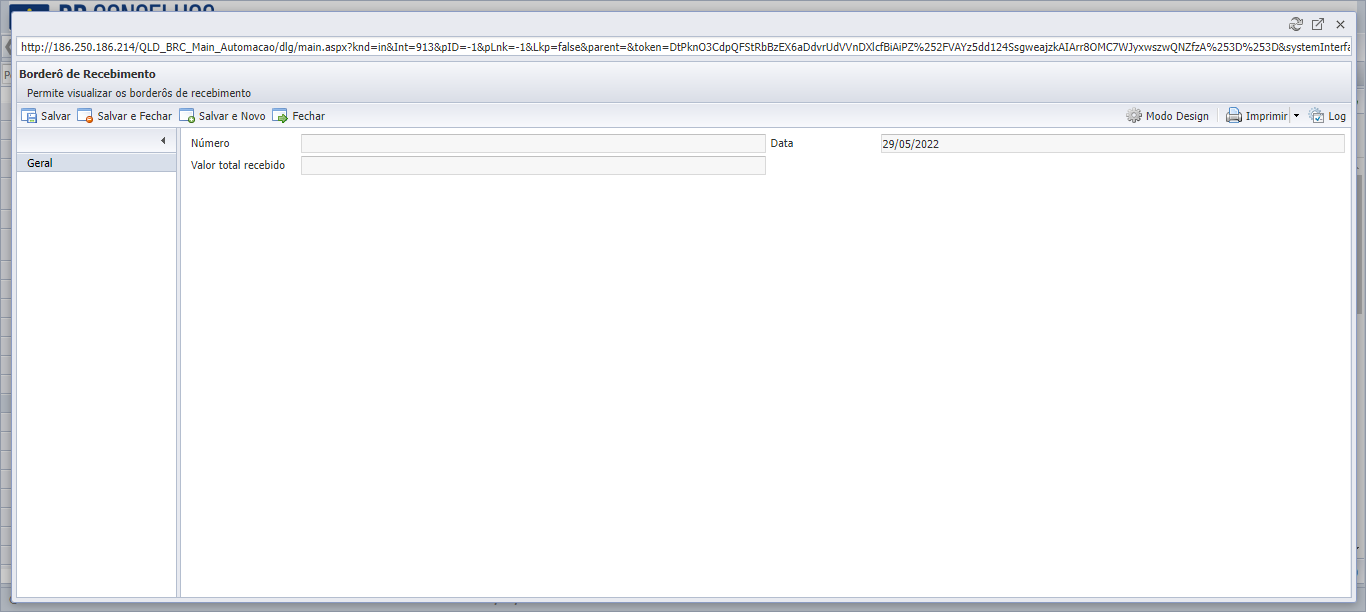 http://186.250.186.214/QLD_BRC_Main_Automacao/dlg/main.aspx?knd=in&Int=913&pID=-1&pLnk=-1&Lkp=false&parent=&token=DtPknO3CdpQFStRbBzEX6aDdvrUdVVnDXlcfBiAiPZ%252FVAYz5dd124SsgweajzkAIArr8OMC7WJyxwszwQNZfzA%253D%253D&systemInterfa
Borderô de Recebimento
Permite visualizar os borderôs de recebimento
Salvar Salvar e Fechar Salvar e Novo Fechar Modo Design Imprimir Log
Geral
Número Data 29/05/2022
Valor total recebido